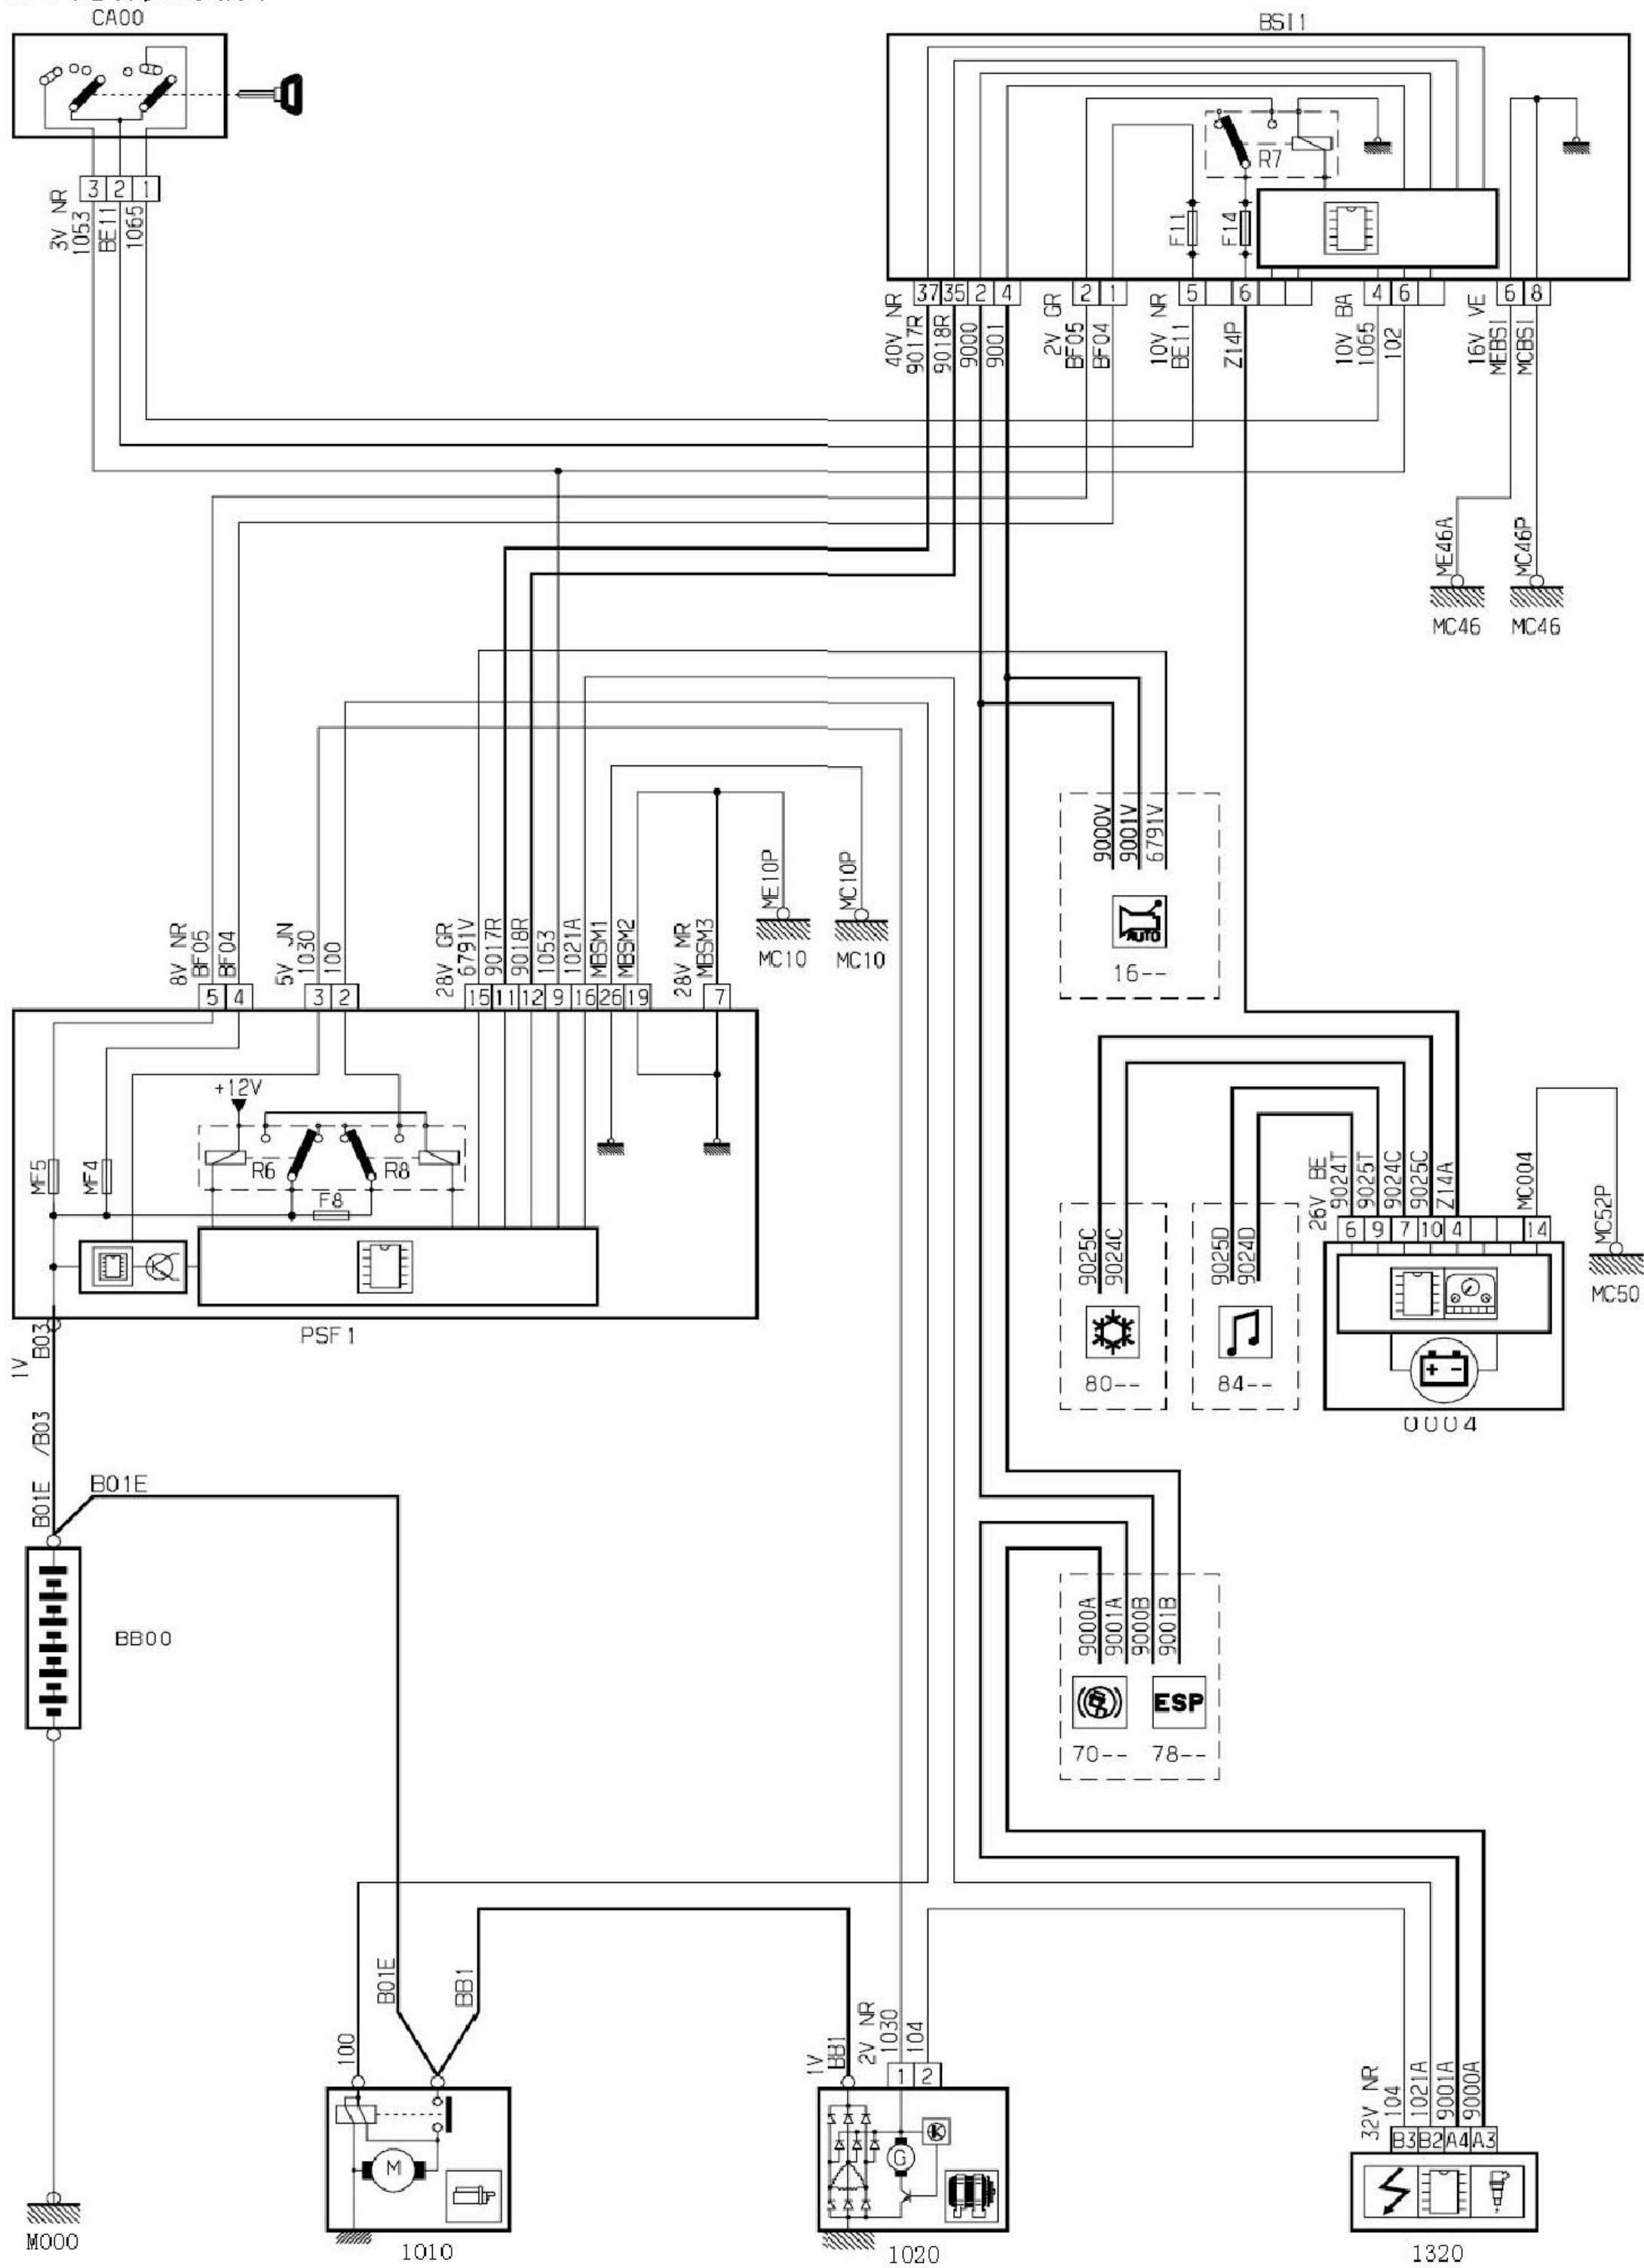 CA00
BSI1
R7
F11
F14
3 2 1
3V NR
1053
BE11
1065
37 35 2 4
2 1
5 6
4 6
6 8
40V NR
9017R
9018R
9000
9001
2V GR
BF05
BF04
10V NR
BE11
Z14P
10V BA
1065
102
16V VE
MEBSI
MCBSI
ME46A
MC46P
MC46
MC46
9000V
9001V
6791V
AUTO
16--
ME10P
MC10P
MC10
MC10
8V NR
BF05
BF04
5V JN
1030
100
28V GR
6791V
9017R
9018R
1053
1021A
MBSM1
MBSM2
28V MR
MBSM3
5 4
3 2
15 11 12 9 16 26 19
7
+12V
MF5
MF4
R6
R8
F8
PSF1
26V BE
9024T
9025T
9024C
9025C
Z14A
MC004
MC52P
6 9 7 10 4 14
MC50
9025C
9024C
80--
9025D
9024D
84--
+ -
0004
1V
B03
B01E /B03
B01E
BB00
9000A
9001A
9000B
9001B
ESP
70--
78--
100
B01E
BB1
1V
BB1
2V NR
1030
104
1 2
32V NR
104
1021A
9001A
9000A
B3 B2 A4 A3
M
G
M000
1010
1020
1320